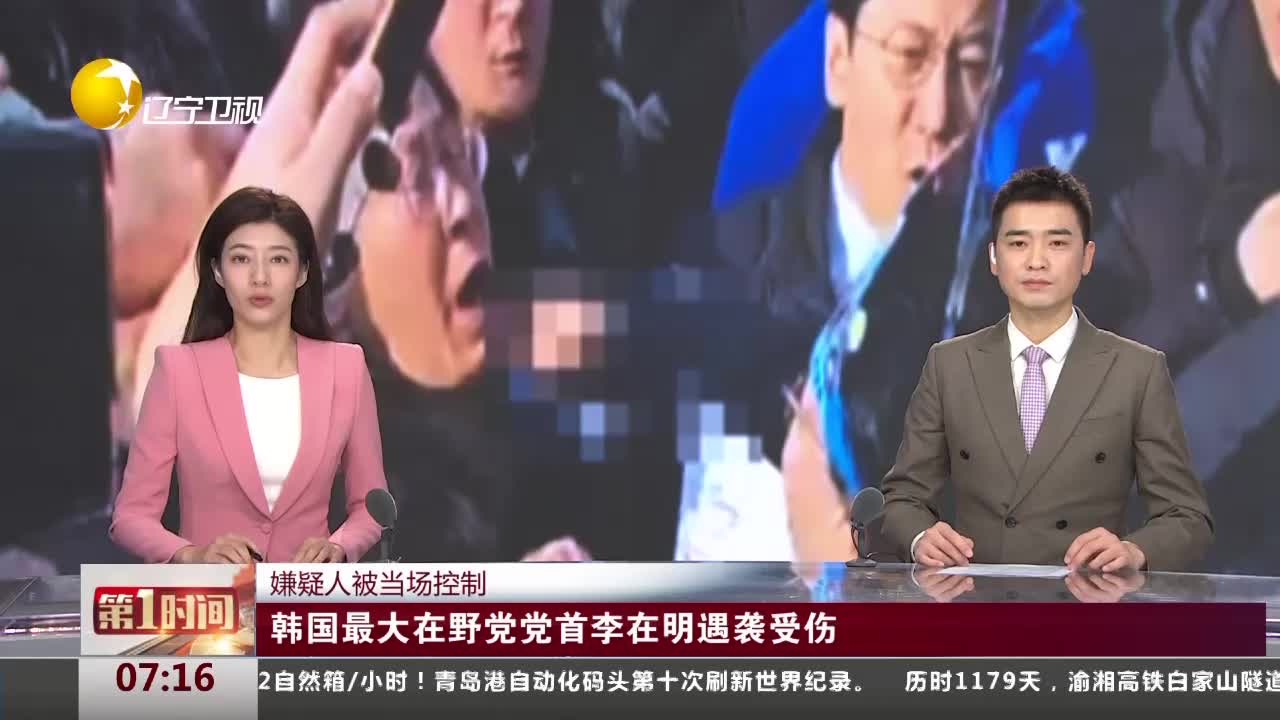 辽宁卫视
嫌疑人被当场控制
第1时间
韩国最大在野党党首李在明遇袭受伤
07:16
2自然箱/小时！青岛港自动化码头第十次刷新世界纪录。 历时1179天，渝湘高铁白家山隧道